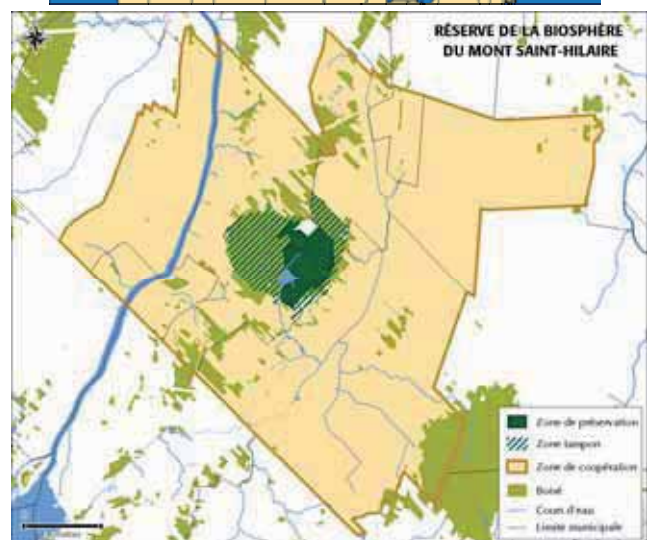 RÉSERVE DE LA BIOSPHÈRE
DU MONT SAINT-HILAIRE
Zone de préservation
Zone tampon
Zone de coopération
Boisé
Cours d'eau
Limite municipale